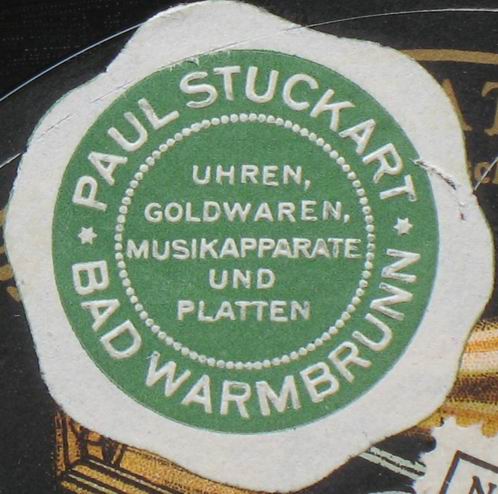 PAUL STUCKART
UHREN,
GOLDWAREN,
MUSIKAPPARATE
UND
PLATTEN
* BAD WARMBRUNN *